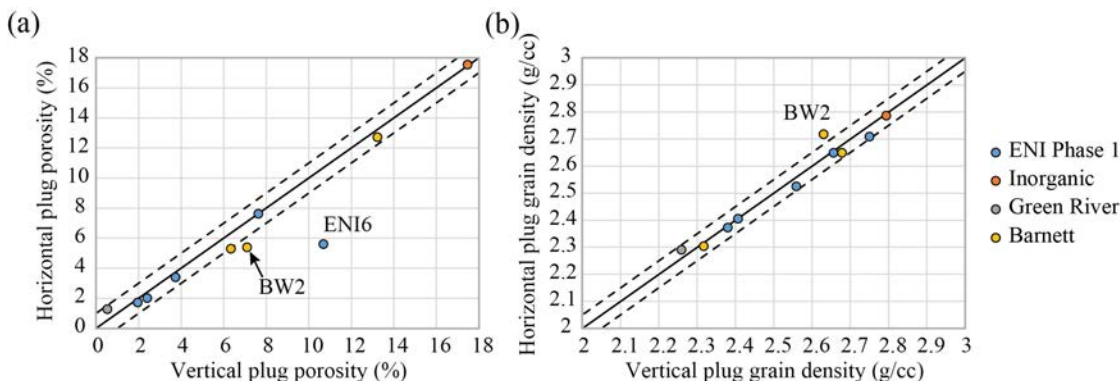 (a)
Horizontal plug porosity (%)
18
16
14
12
10
8
6
4
2
0
ENI6
BW2
0 2 4 6 8 10 12 14 16 18
Vertical plug porosity (%)
(b)
Horizontal plug grain density (g/cc)
3
2.9
2.8
2.7
2.6
2.5
2.4
2.3
2.2
2.1
2
BW2
2 2.1 2.2 2.3 2.4 2.5 2.6 2.7 2.8 2.9 3
Vertical plug grain density (g/cc)
ENI Phase 1
Inorganic
Green River
Barnett